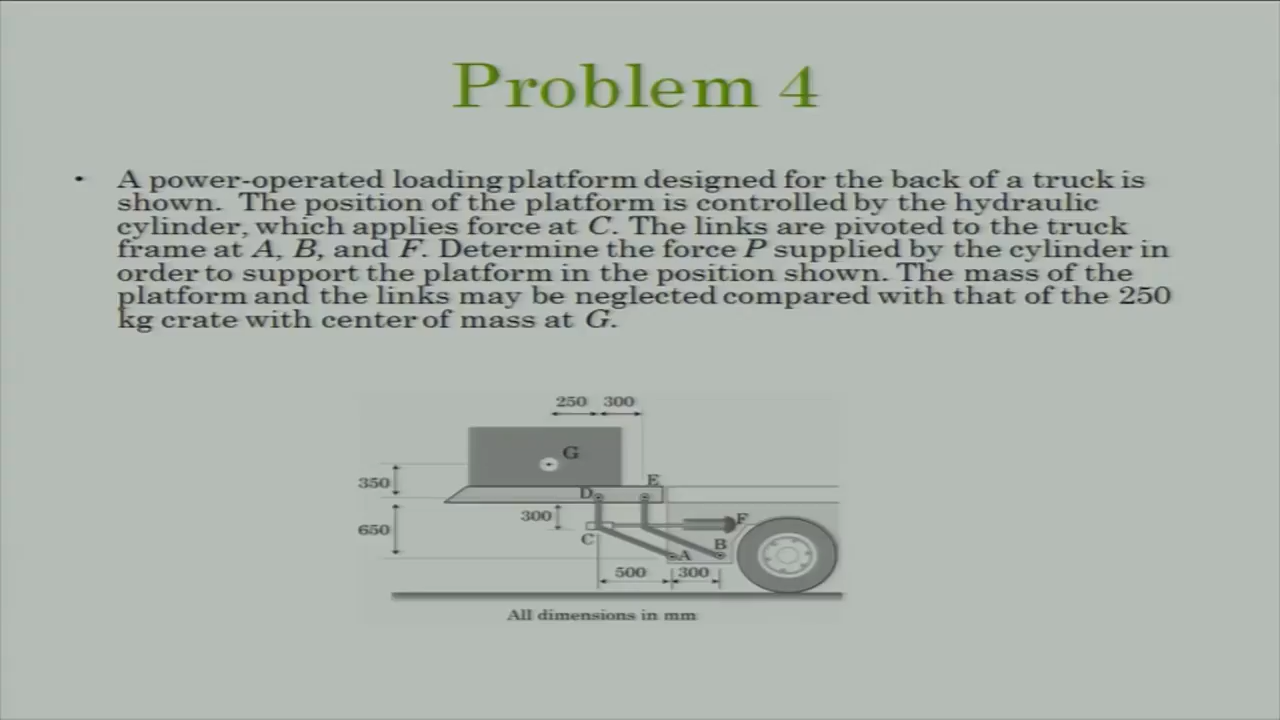 Problem 4
• A power-operated loading platform designed for the back of a truck is
shown. The position of the platform is controlled by the hydraulic
cylinder, which applies force at C. The links are pivoted to the truck
frame at A, B, and F. Determine the force P supplied by the cylinder in
order to support the platform in the position shown. The mass of the
platform and the links may be neglected compared with that of the 250
kg crate with center of mass at G.
250 300
G
350
D E
300
F
650
C
A B
500 300
All dimensions in mm